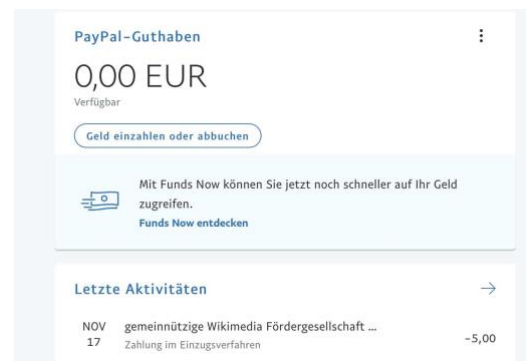 PayPal-Guthaben
0,00 EUR
Verfügbar
Geld einzahlen oder abbuchen
Mit Funds Now können Sie jetzt noch schneller auf Ihr Geld
zugreifen.
Funds Now entdecken
Letzte Aktivitäten
NOV
17
gemeinnützige Wikimedia Fördergesellschaft ...
Zahlung im Einzugsverfahren
-5,00